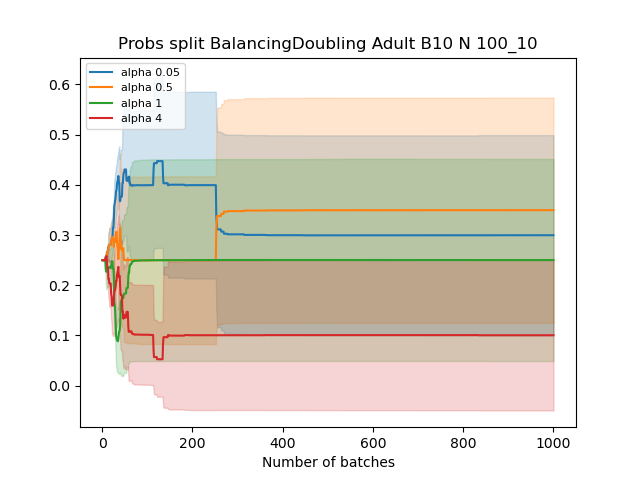 Probs split BalancingDoubling Adult B10 N 100_10
alpha 0.05
alpha 0.5
alpha 1
alpha 4
0.6
0.5
0.4
0.3
0.2
0.1
0.0
0
200
400
600
800
1000
Number of batches